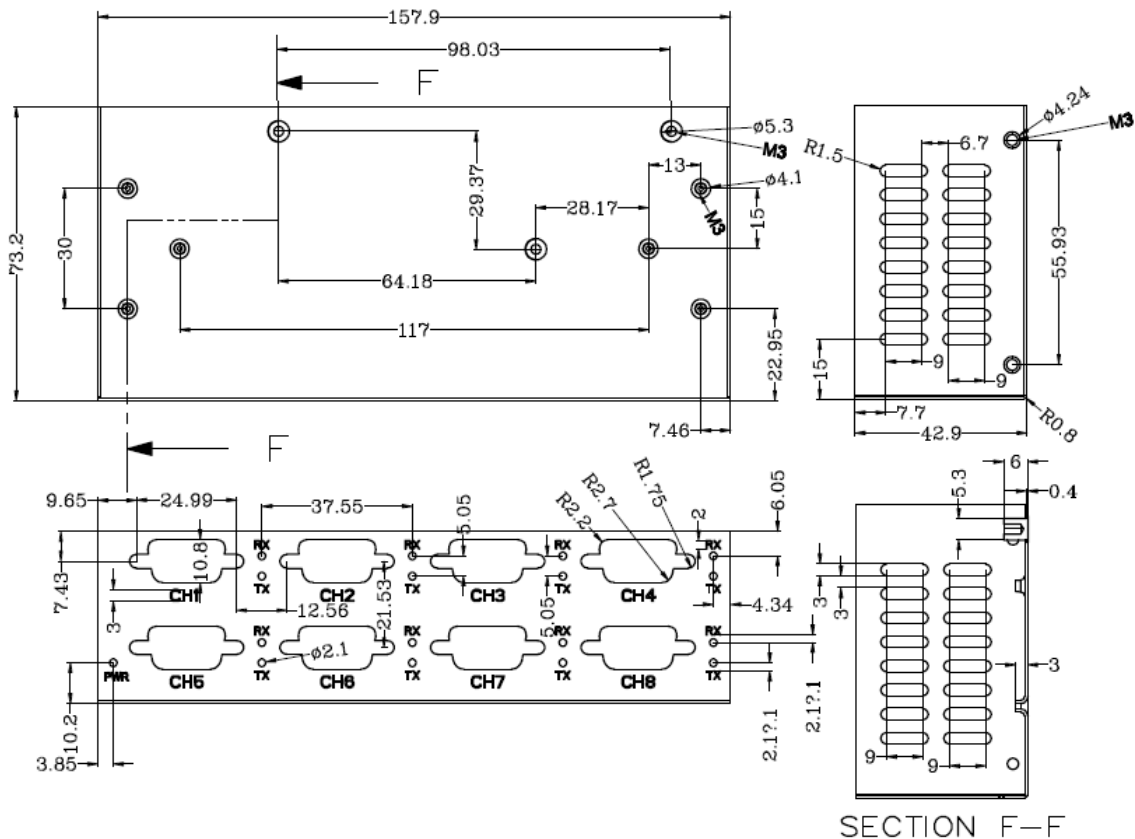 157.9
98.03
F
ø5.3
M3
13
ø4.1
M3
29.37
28.17
15
30
73.2
64.18
117
22.95
7.46
F
ø4.24
M3
R1.5
6.7
55.93
15
9
9
7.7
42.9
R0.8
9.65
24.99
37.55
5.05
R2.7
R2.2
R1.75
2
6.05
7.43
10.8
3
RX
TX
RX
TX
RX
TX
RX
TX
CH1
CH2
CH3
CH4
12.56
21.53
5.05
4.34
RX
TX
RX
TX
RX
TX
RX
TX
ø2.1
PWR
CH5
CH6
CH7
CH8
10.2
3.85
2.1?.1
2.1?.1
6
5.3
0.4
3
3
3
9
9
SECTION F-F